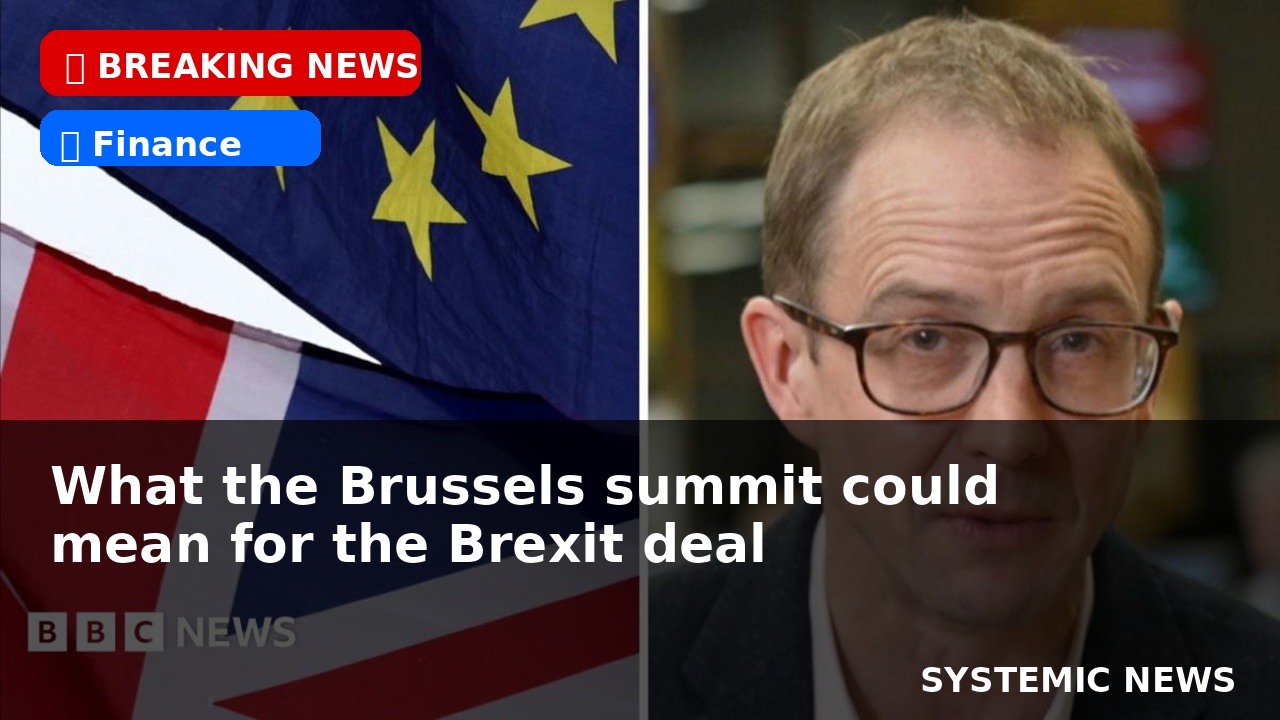 BREAKING NEWS
Finance
What the Brussels summit could
mean for the Brexit deal
BBC NEWS
SYSTEMIC NEWS